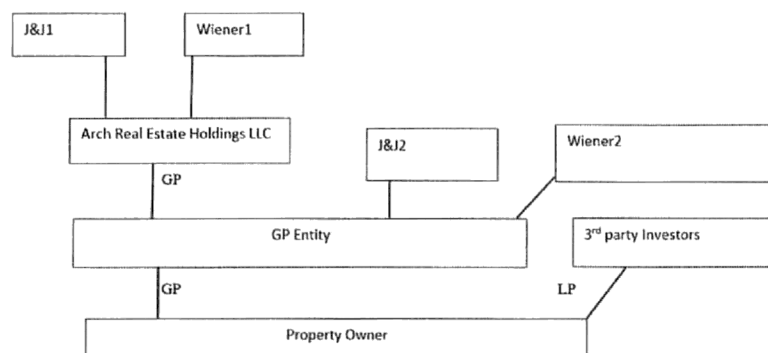 J&J1
Wiener1
Arch Real Estate Holdings LLC
J&J2
Wiener2
GP
GP Entity
3rd party Investors
GP
LP
Property Owner